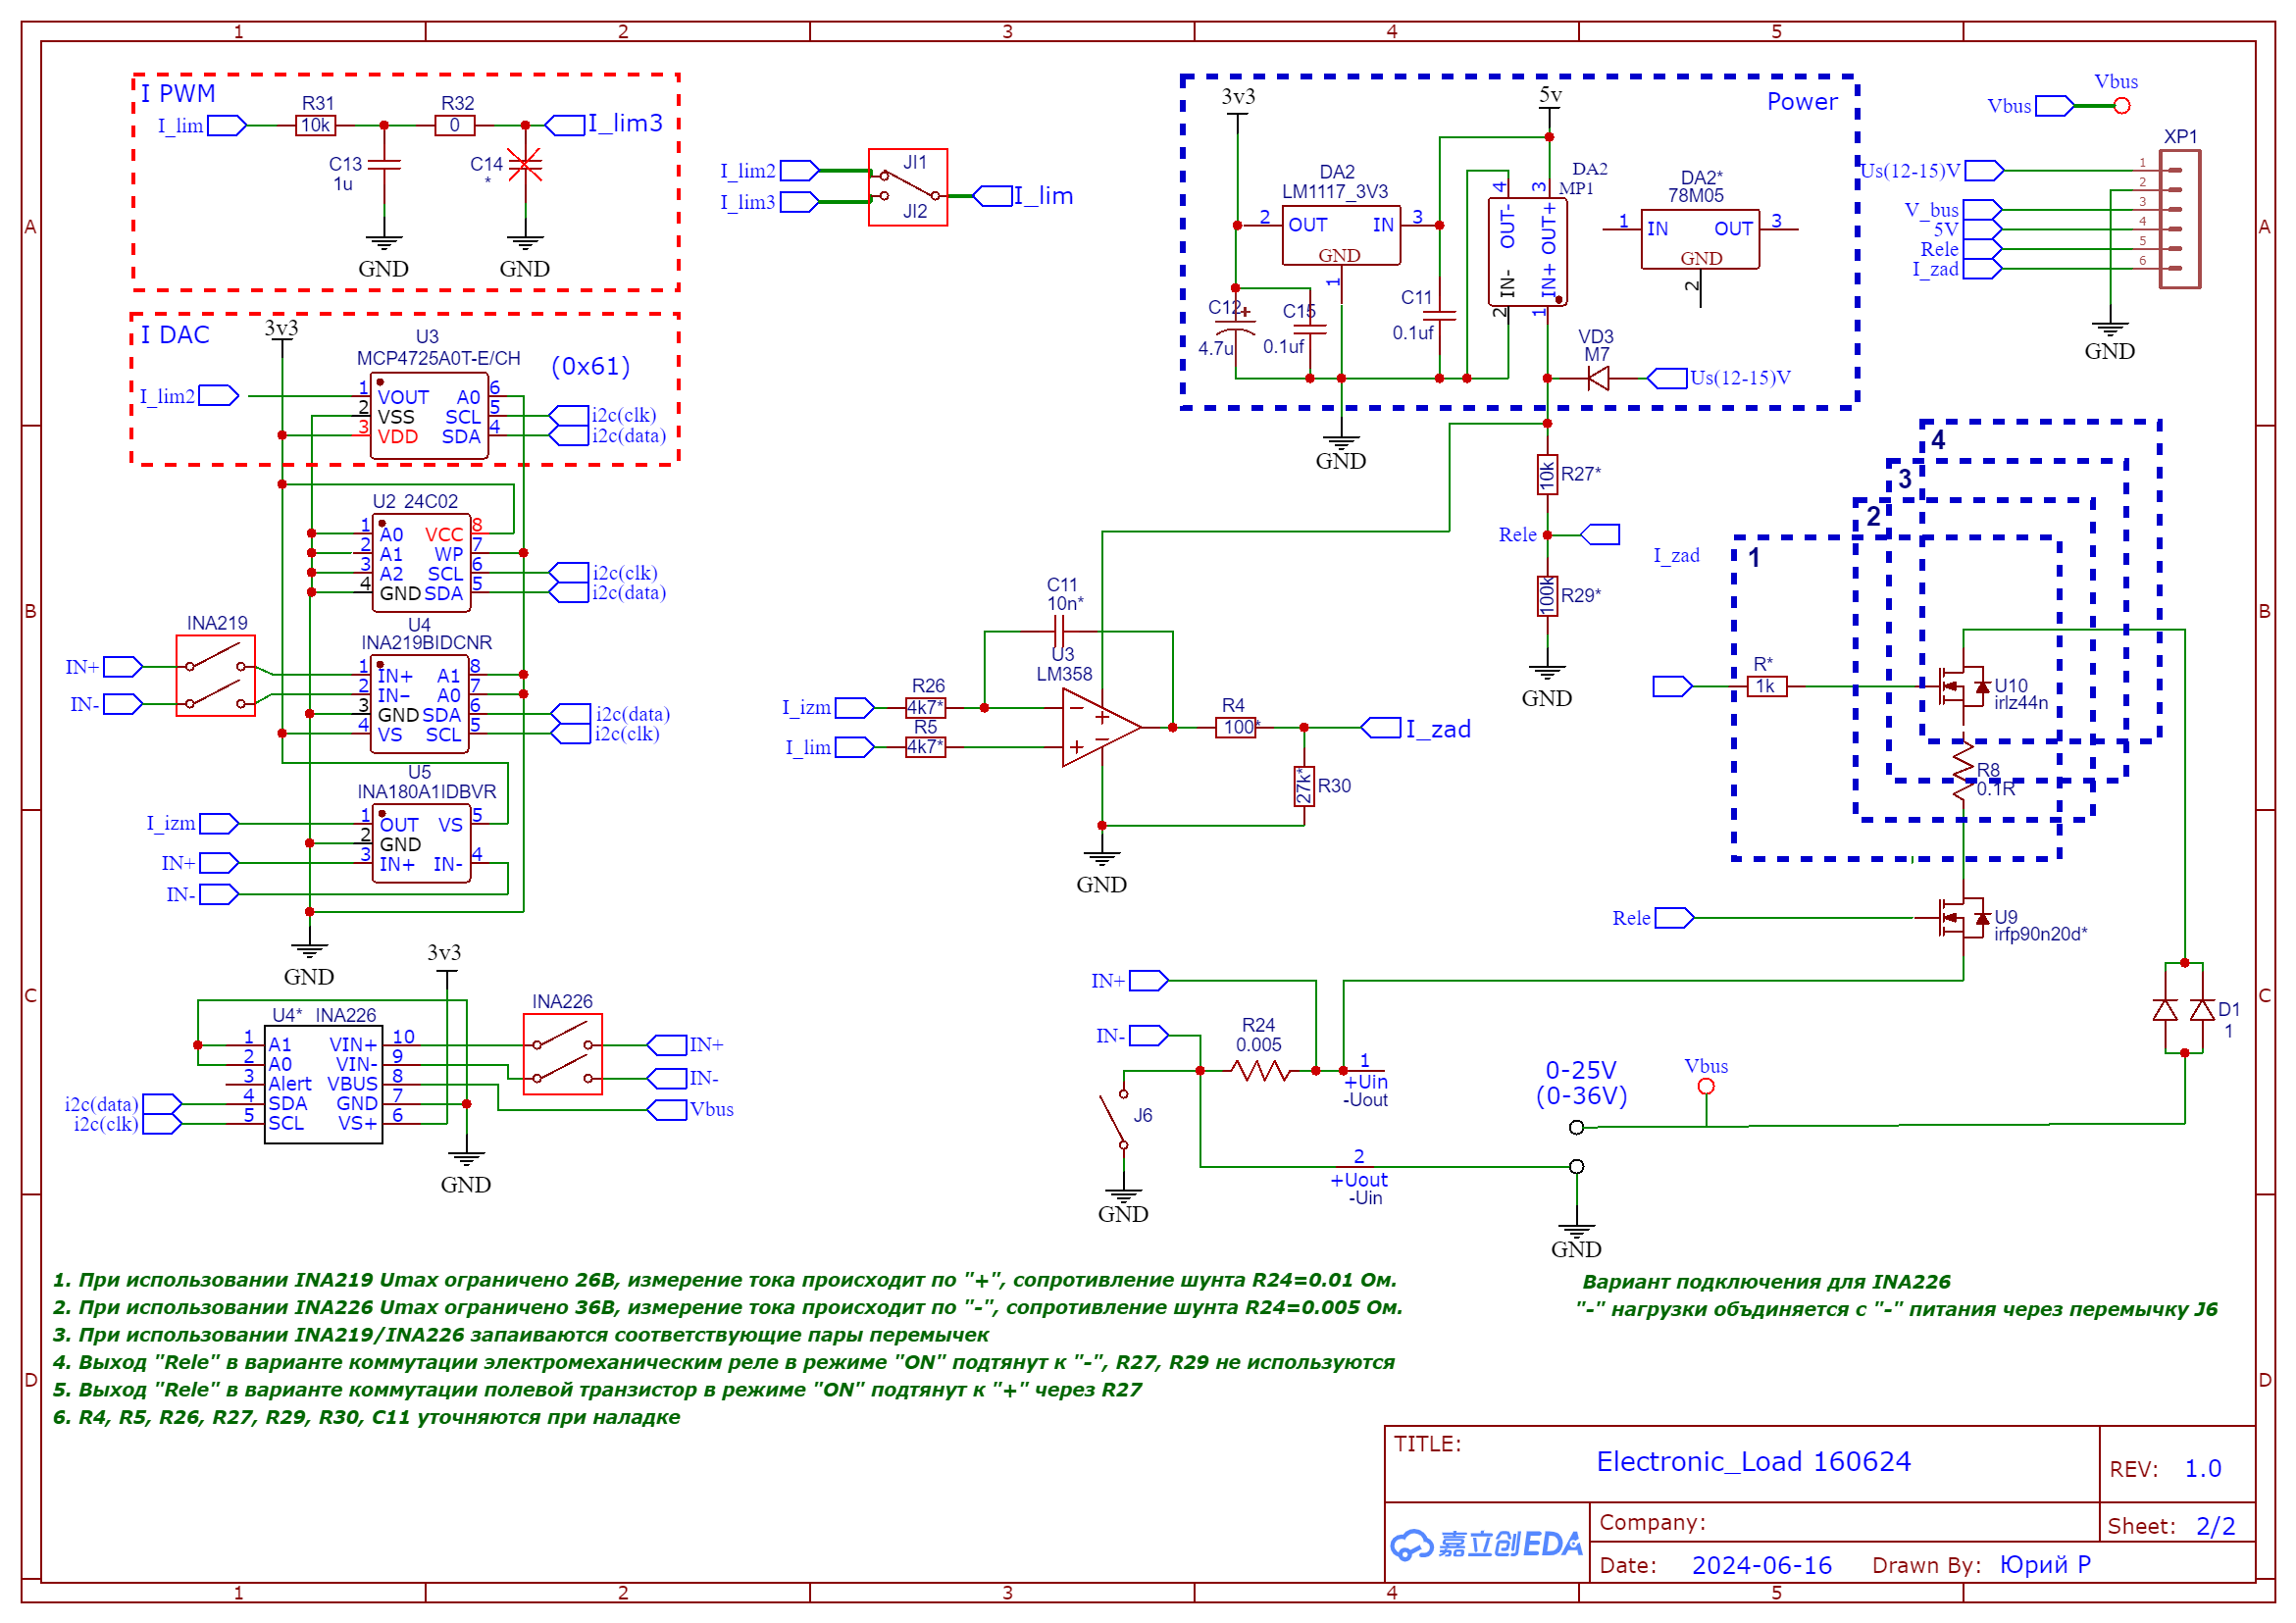 1 2 3 4 5
A
B
C
D
I PWM
I_lim
R31
10k
R32
0
I_lim3
C13
1u
C14
*
GND
GND
I DAC
3v3
U3
MCP4725A0T-E/CH
(0x61)
I_lim2
1 VOUT A0 6
2 VSS SCL 5
3 VDD SDA 4
i2c(clk)
i2c(data)
U2 24C02
1 A0 VCC 8
2 A1 WP 7
3 A2 SCL 6
4 GND SDA 5
i2c(clk)
i2c(data)
INA219
IN+
IN-
U4
INA219BIDCNR
1 IN+ A1 8
2 IN- A0 7
3 GND SDA 6
4 VS SCL 5
i2c(data)
i2c(clk)
U5
INA180A1IDBVR
I_izm
IN+
IN-
1 OUT VS 5
2 GND
3 IN+ IN- 4
GND
3v3
U4* INA226
1 A1 VIN+ 10
2 A0 VIN- 9
3 Alert VBUS 8
4 SDA GND 7
5 SCL VS+ 6
i2c(data)
i2c(clk)
INA226
IN+
IN-
Vbus
GND
I_lim2
I_lim3
JI1
JI2
I_lim
Power
3v3
5v
DA2
LM1117_3V3
2 OUT IN 3
GND
1
C12
+
4.7u
C15
0.1uf
C11
0.1uf
DA2
MP1
4 OUT-
3 OUT+
2 IN-
1 IN+
DA2*
78M05
1 IN OUT 3
GND
2
VD3
M7
Us(12-15)V
GND
Vbus
Vbus
XP1
Us(12-15)V
V_bus
5V
Rele
I_zad
1
2
3
4
5
6
GND
10k
R27*
Rele
100k
R29*
GND
C11
10n*
U3
LM358
I_izm
R26
4k7*
I_lim
R5
4k7*
R4
100*
I_zad
27k*
R30
GND
I_zad
1
2
3
4
R*
1k
U10
irlz44n
R8
0.1R
Rele
U9
irfp90n20d*
D1
1
IN+
IN-
R24
0.005
1
+Uin
-Uout
J6
GND
2
+Uout
-Uin
0-25V
(0-36V)
Vbus
GND
1. При использовании INA219 Umax ограничено 26В, измерение тока происходит по "+", сопротивление шунта R24=0.01 Ом.
2. При использовании INA226 Umax ограничено 36В, измерение тока происходит по "-", сопротивление шунта R24=0.005 Ом.
3. При использовании INA219/INA226 запаиваются соответствующие пары перемычек
4. Выход "Rele" в варианте коммутации электромеханическим реле в режиме "ON" подтянут к "-", R27, R29 не используются
5. Выход "Rele" в варианте коммутации полевой транзистор в режиме "ON" подтянут к "+" через R27
6. R4, R5, R26, R27, R29, R30, C11 уточняются при наладке
Вариант подключения для INA226
"-" нагрузки объдиняется с "-" питания через перемычку J6
TITLE:
Electronic_Load 160624
REV: 1.0
嘉立创EDA
Company:
Sheet: 2/2
Date: 2024-06-16 Drawn By: Юрий Р
A
B
C
D
1 2 3 4 5